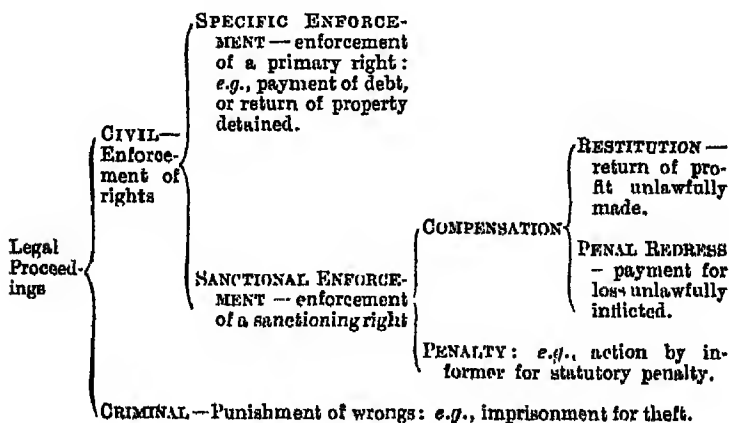 SPECIFIC ENFORCE-
MENT — enforcement
of a primary right:
e.g., payment of debt,
or return of property
detained.
CIVIL—
Enforce-
ment of
rights
Legal
Proceed-
ings
SANCTIONAL ENFORCE-
MENT — enforcement
of a sanctioning right
COMPENSATION
RESTITUTION —
return of pro-
fit unlawfully
made.
PENAL REDRESS
– payment for
loss unlawfully
inflicted.
PENALTY: e.g., action by in-
former for statutory penalty.
CRIMINAL—Punishment of wrongs: e.g., imprisonment for theft.